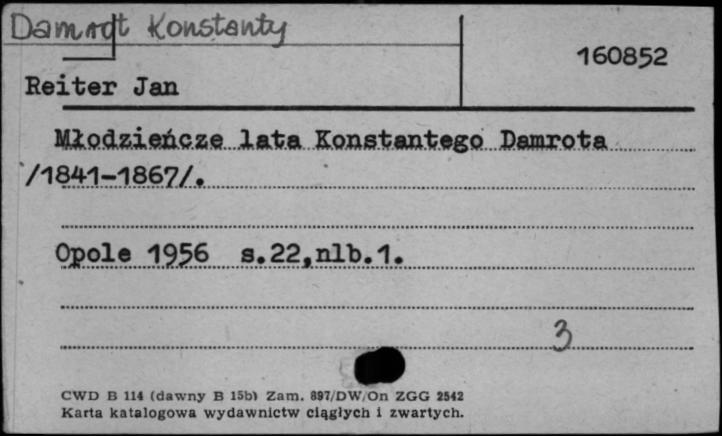 Damrot Konstanty
160852
Reiter Jan
Młodzieńcze lata Konstantego Damrota
/1841-1867/.
Opole 1956 s.22,nlb.1.
3
CWD B 114 (dawny B 15b) Zam. 897/DW/On ZGG 2542
Karta katalogowa wydawnictw ciągłych i zwartych.